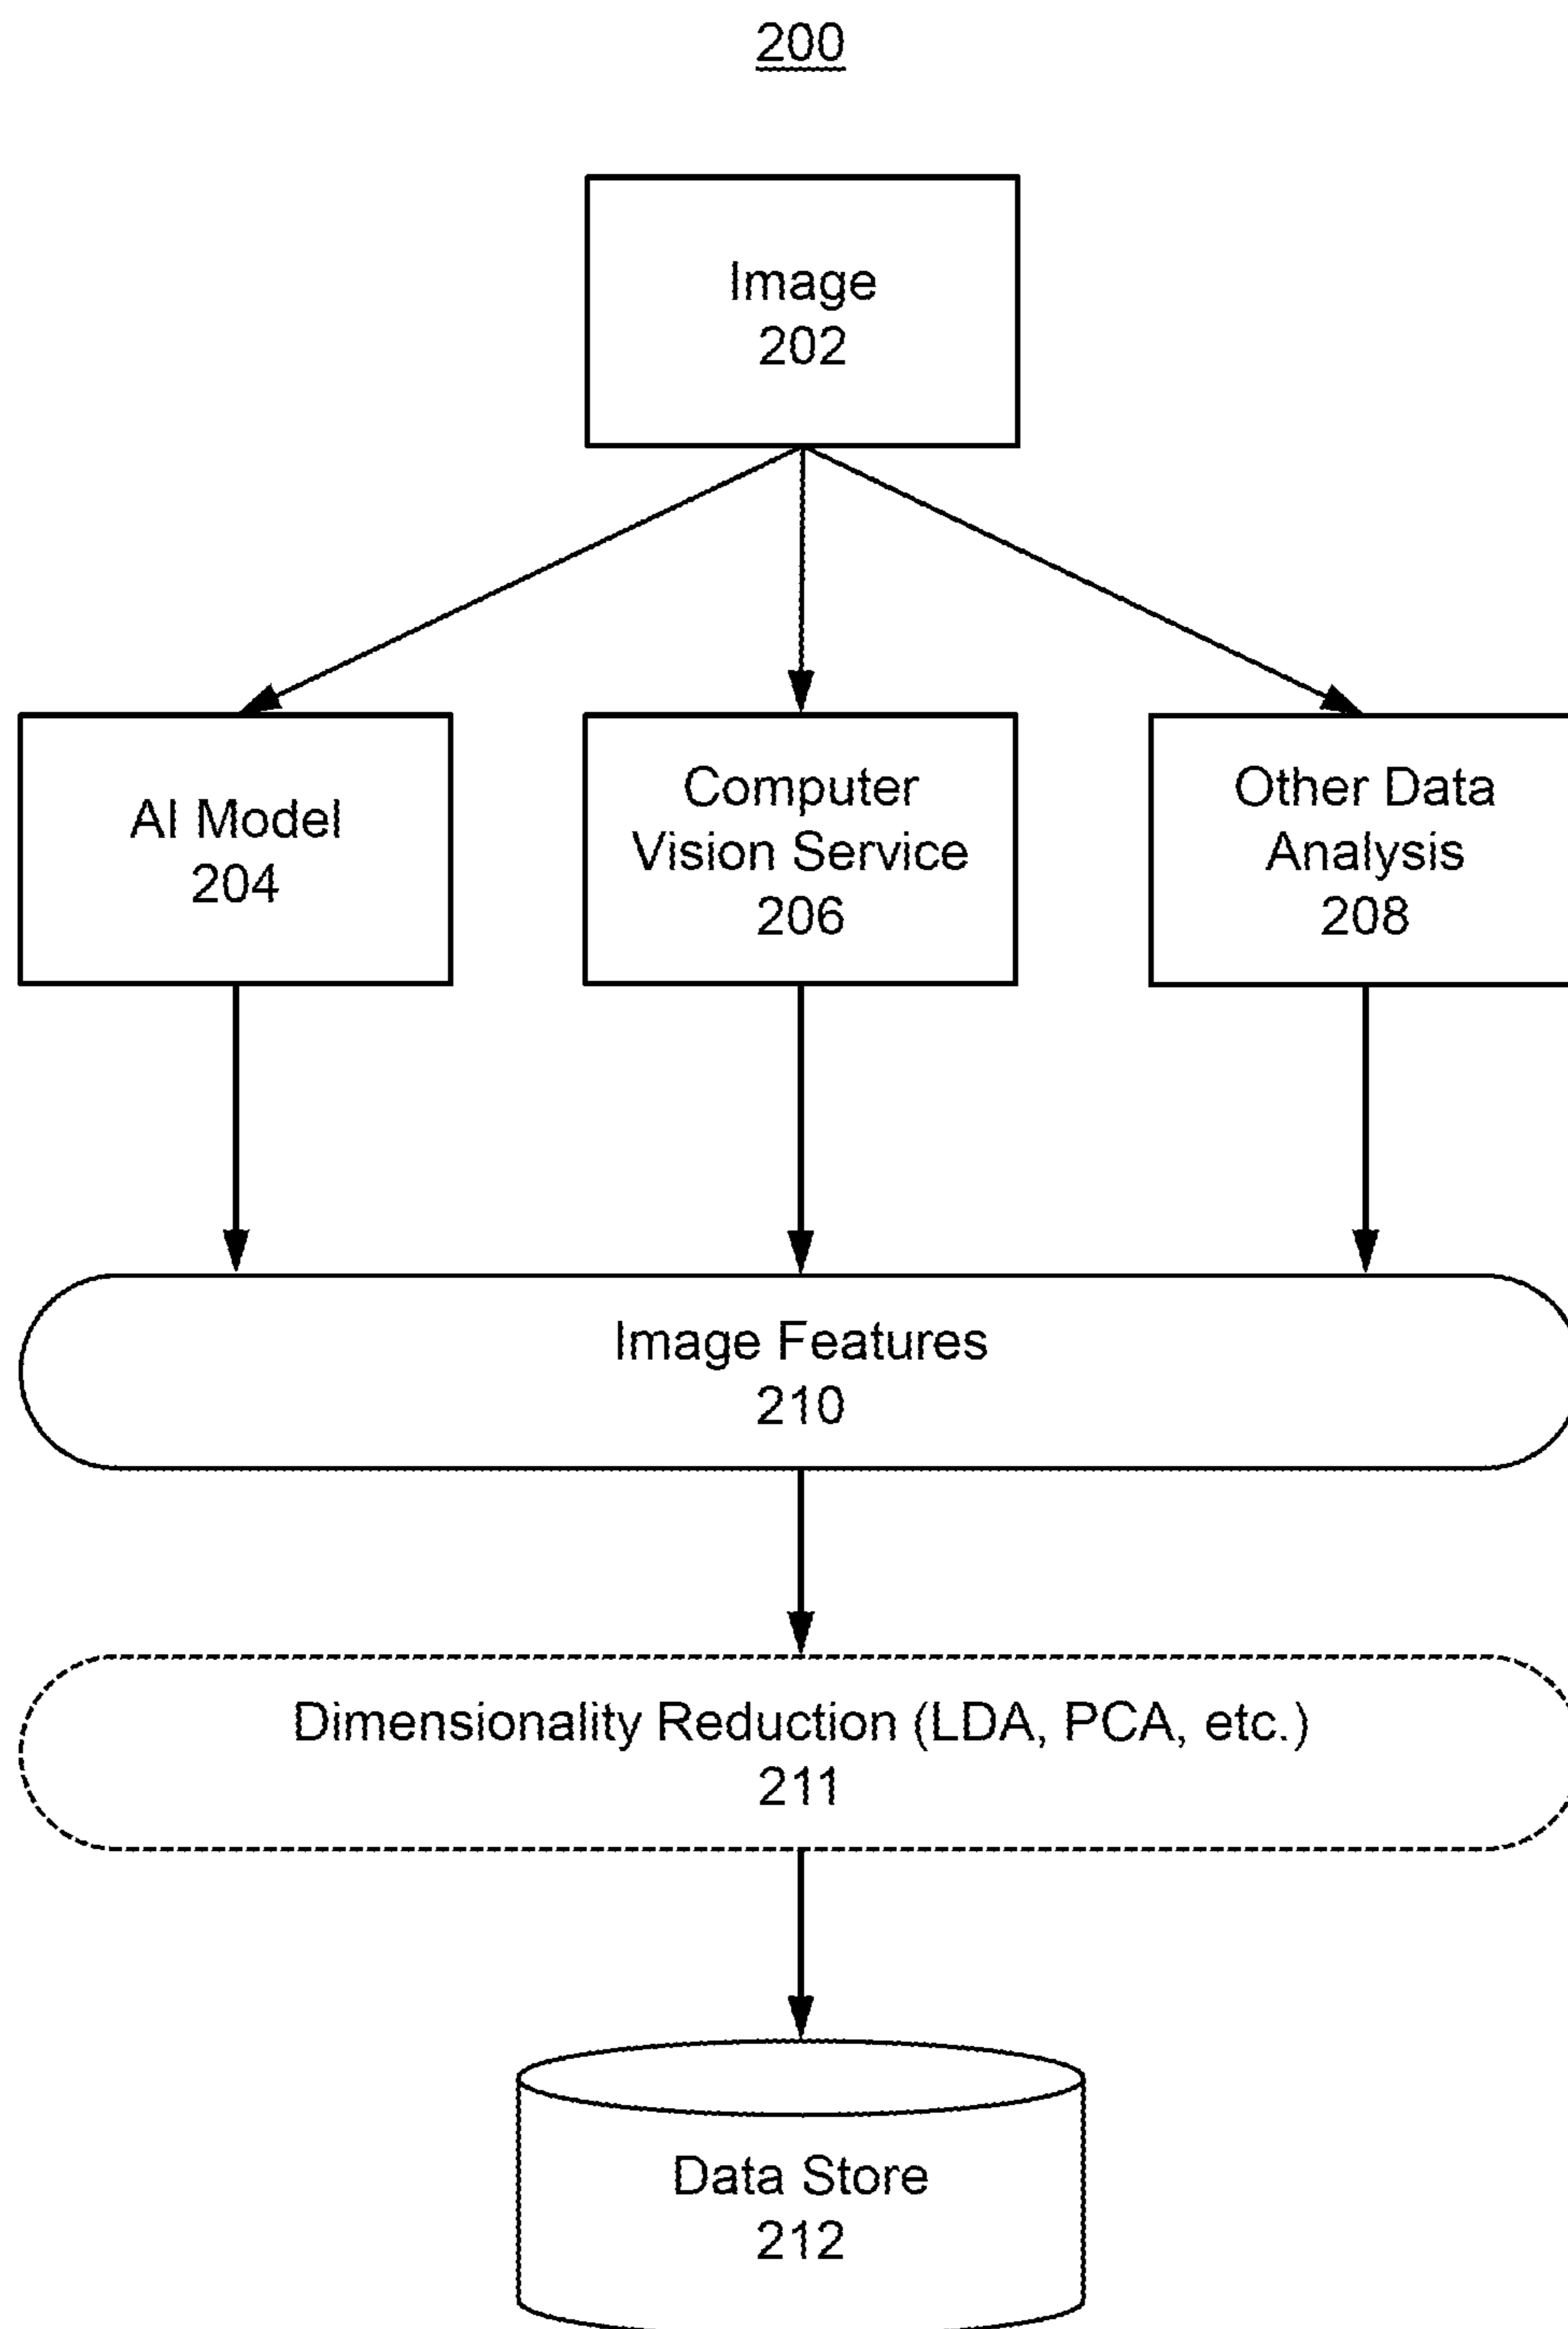 200
Image
202
AI Model
204
Computer
Vision Service
206
Other Data
Analysis
208
Image Features
210
Dimensionality Reduction (LDA, PCA, etc.)
211
Data Store
212